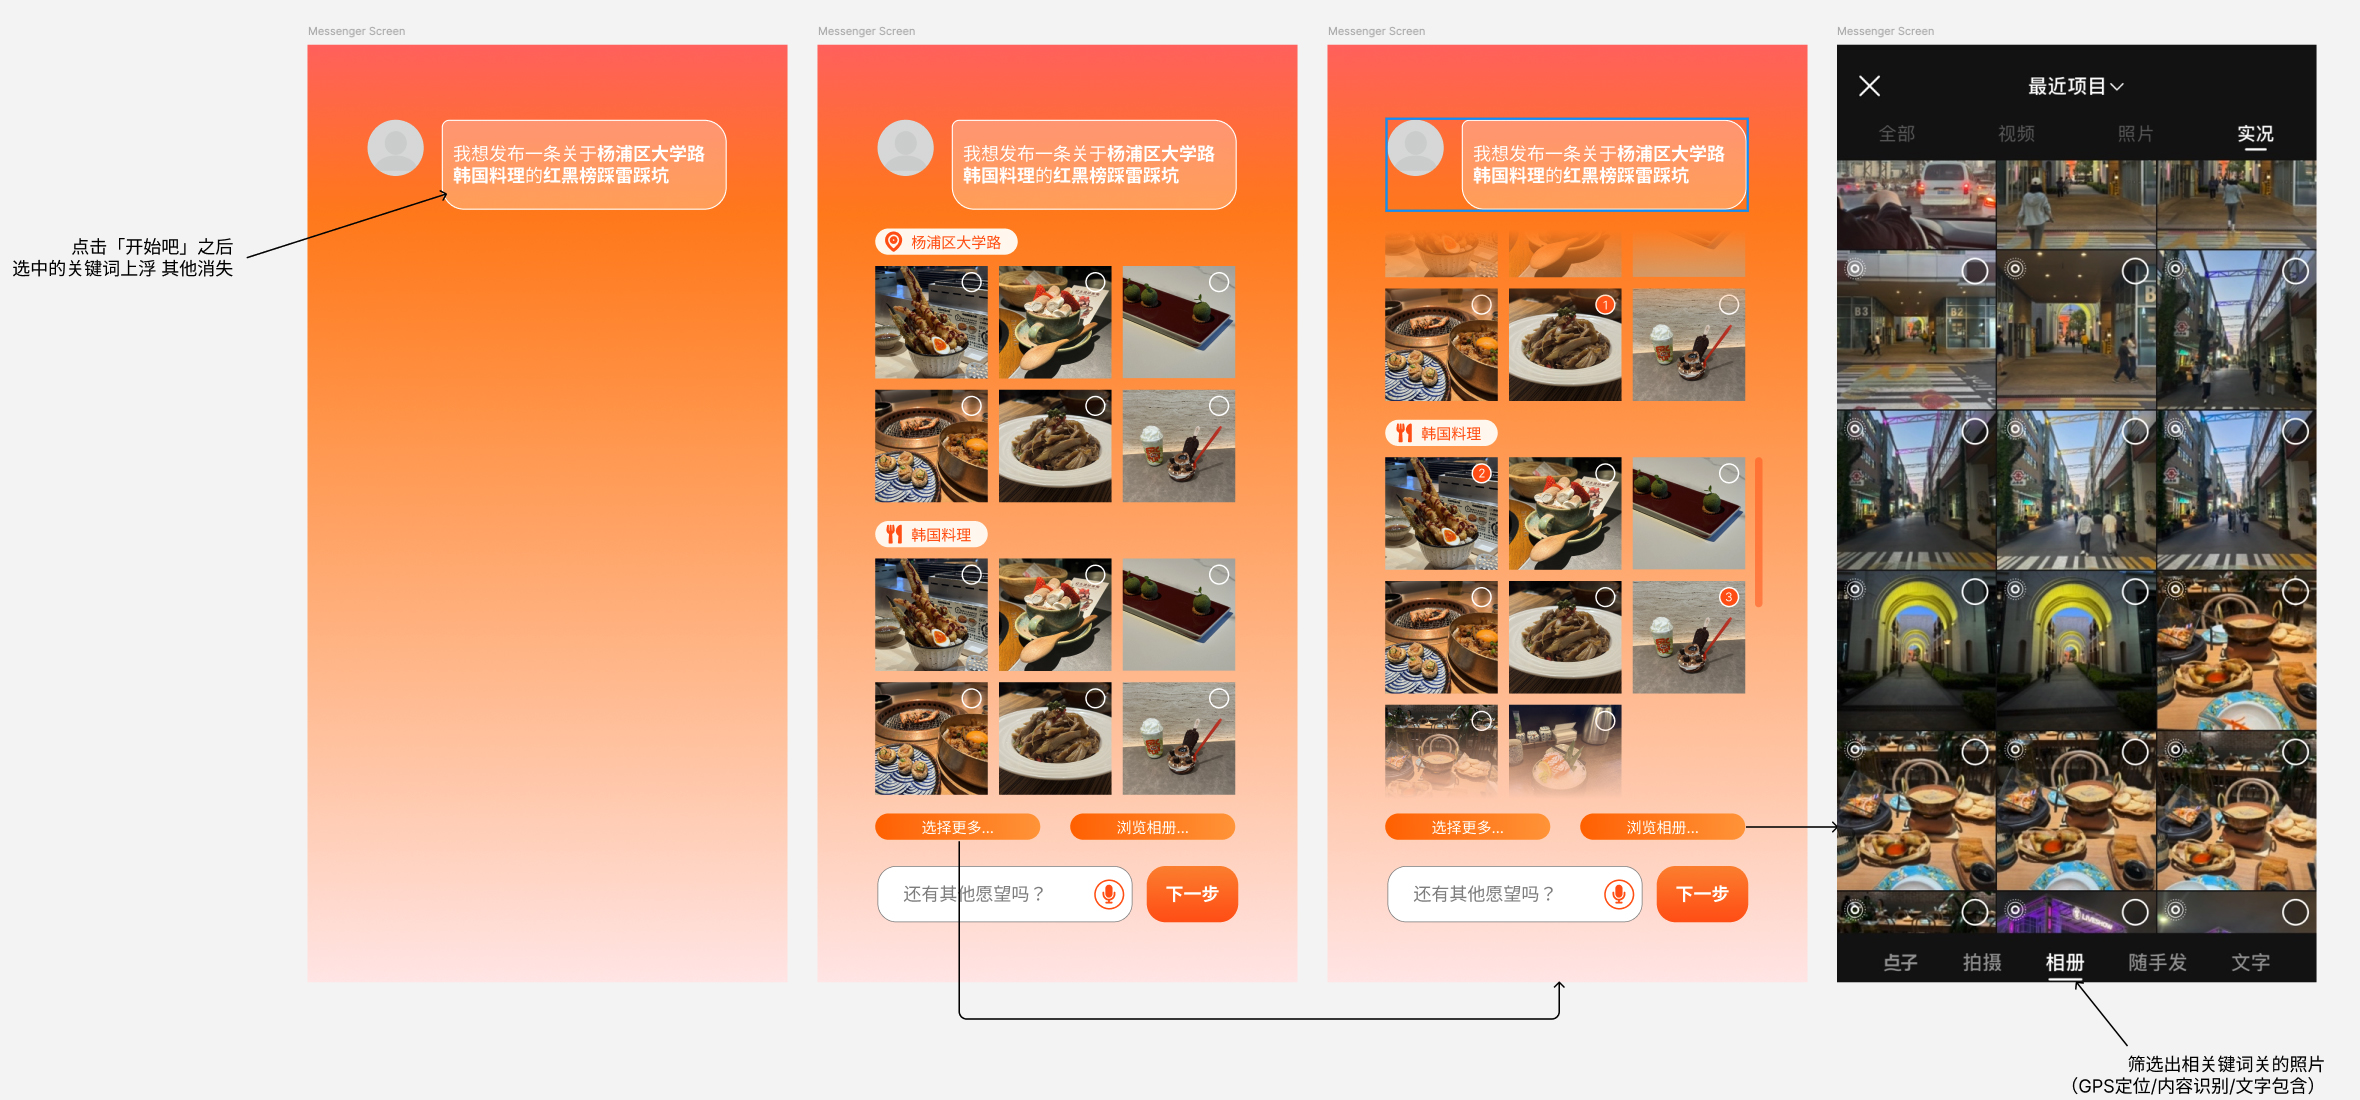 Messenger Screen
Messenger Screen
Messenger Screen
Messenger Screen
点击「开始吧」之后
选中的关键词上浮 其他消失
我想发布一条关于杨浦区大学路
韩国料理的红黑榜踩雷踩坑
我想发布一条关于杨浦区大学路
韩国料理的红黑榜踩雷踩坑
杨浦区大学路
韩国料理
选择更多...
浏览相册...
还有其他愿望吗？
下一步
我想发布一条关于杨浦区大学路
韩国料理的红黑榜踩雷踩坑
1
韩国料理
2
3
选择更多...
浏览相册...
还有其他愿望吗？
下一步
最近项目
全部
视频
照片
实况
B3
B2
B
点子
拍摄
相册
随手发
文字
筛选出相关键词关的照片
（GPS定位/内容识别/文字包含）